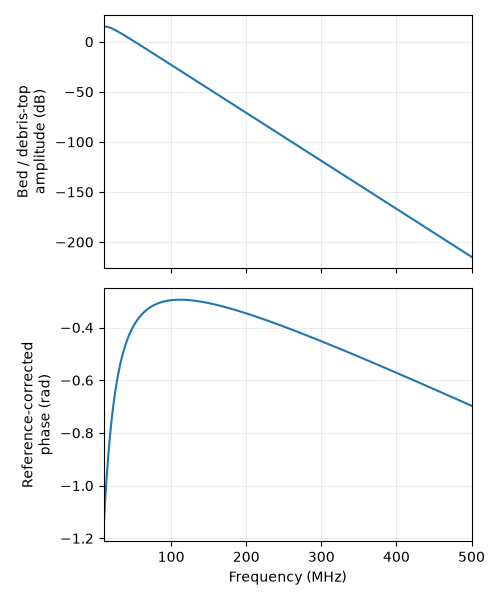 0
−50
−100
−150
−200
Bed / debris-top
amplitude (dB)
−0.4
−0.6
−0.8
−1.0
−1.2
Reference-corrected
phase (rad)
100 200 300 400 500
Frequency (MHz)